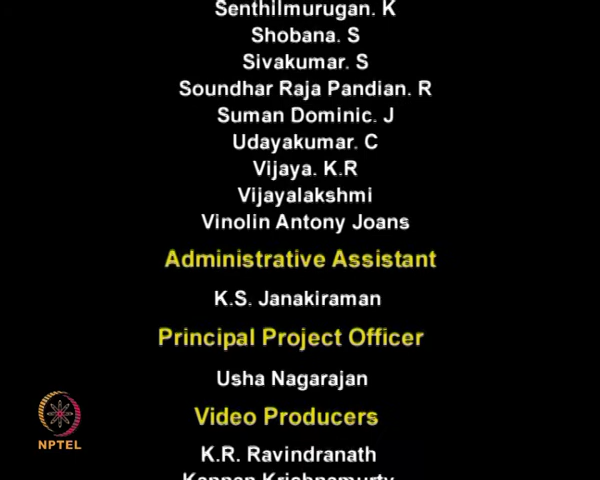 Senthilmurugan. K
Shobana. S
Sivakumar. S
Soundhar Raja Pandian. R
Suman Dominic. J
Udayakumar. C
Vijaya. K.R
Vijayalakshmi
Vinolin Antony Joans
Administrative Assistant
K.S. Janakiraman
Principal Project Officer
Usha Nagarajan
Video Producers
K.R. Ravindranath
Kannan Krishnamurty
NPTEL